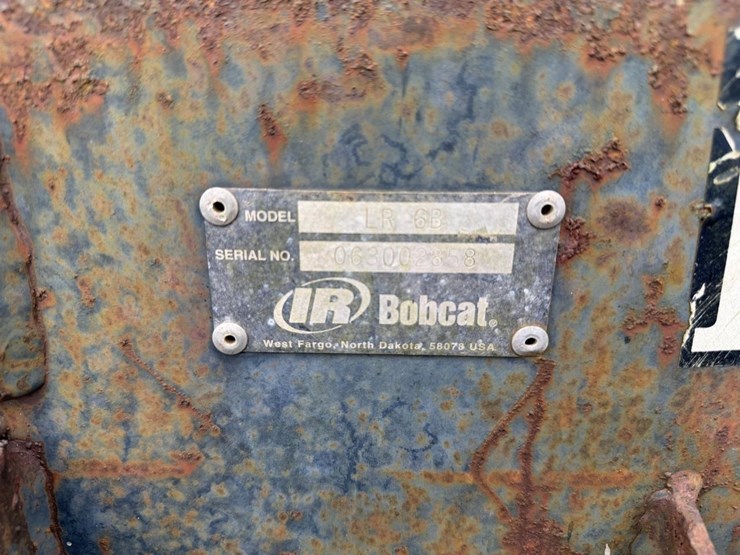 MODEL LR 6B
SERIAL NO.
IR Bobcat®
West Fargo, North Dakota, 58078 USA